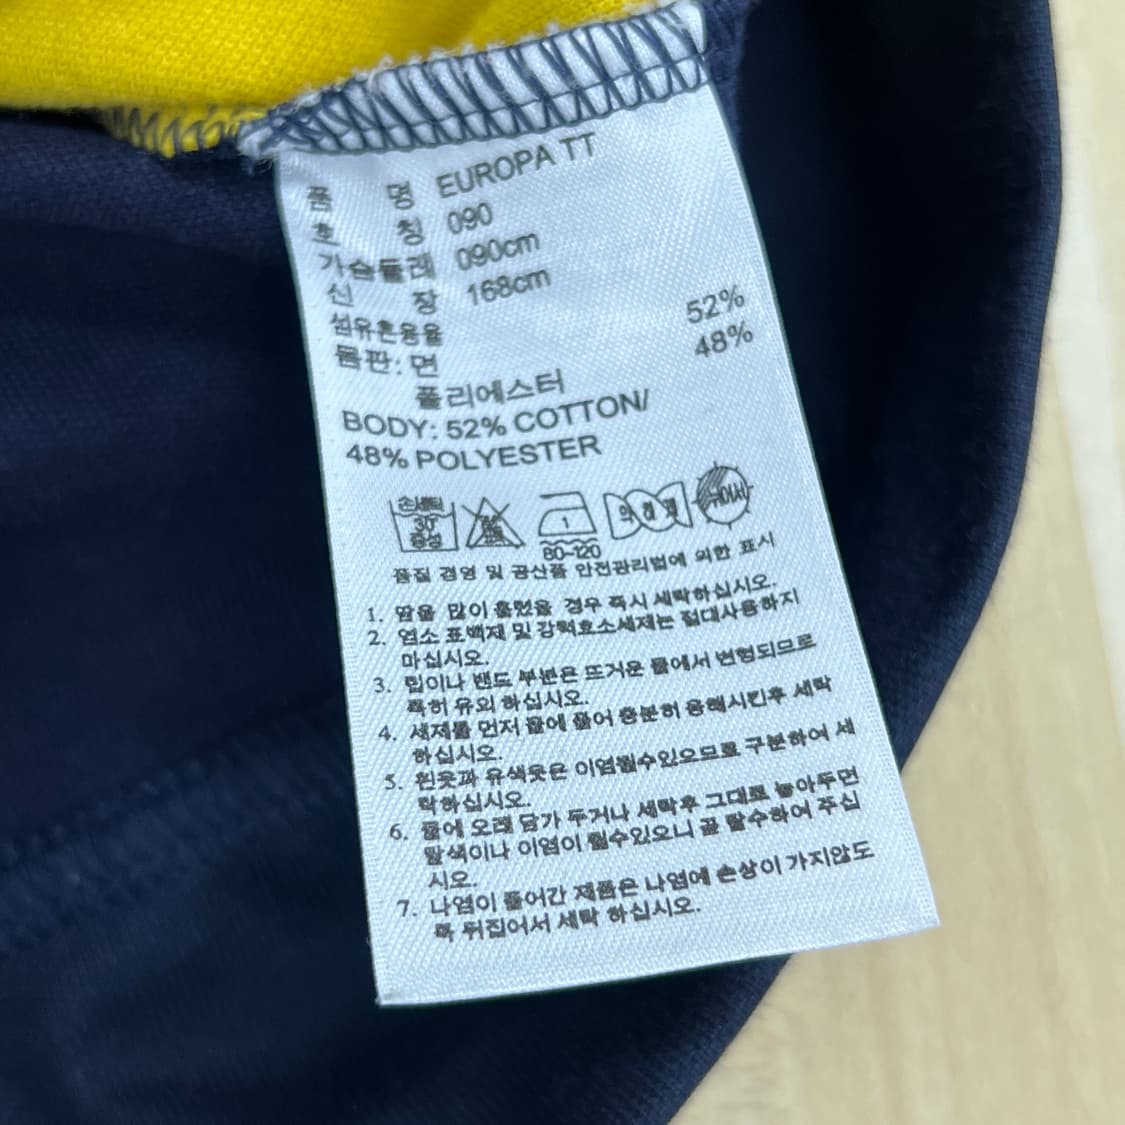 품 명 EUROPA TT
호 칭 090
가슴둘레 090cm
신 장 168cm
섬유혼용율
몸판: 면 52%
폴리에스터 48%
BODY: 52% COTTON/
48% POLYESTER
손세탁
30°
중성
1
80-120
품질 경영 및 공산품 안전관리법에 의한 표시
1. 땀을 많이 흘렸을 경우 즉시 세탁하십시오.
2. 염소 표백제 및 강력효소세제는 절대사용하지
마십시오.
3. 립이나 밴드 부분은 뜨거운 물에서 변형되므로
특히 유의 하십시오.
4. 세제를 먼저 물에 풀어 충분히 용해시킨후 세탁
하십시오.
5. 흰옷과 유색옷은 이염될수있으므로 구분하여 세
탁하십시오.
6. 물에 오래 담가 두거나 세탁후 그대로 놓아두면
탈색이나 이염이 될수있으니 곧 탈수하여 주십
시오.
7. 나염이 들어간 제품은 나염에 손상이 가지않도
록 뒤집어서 세탁 하십시오.